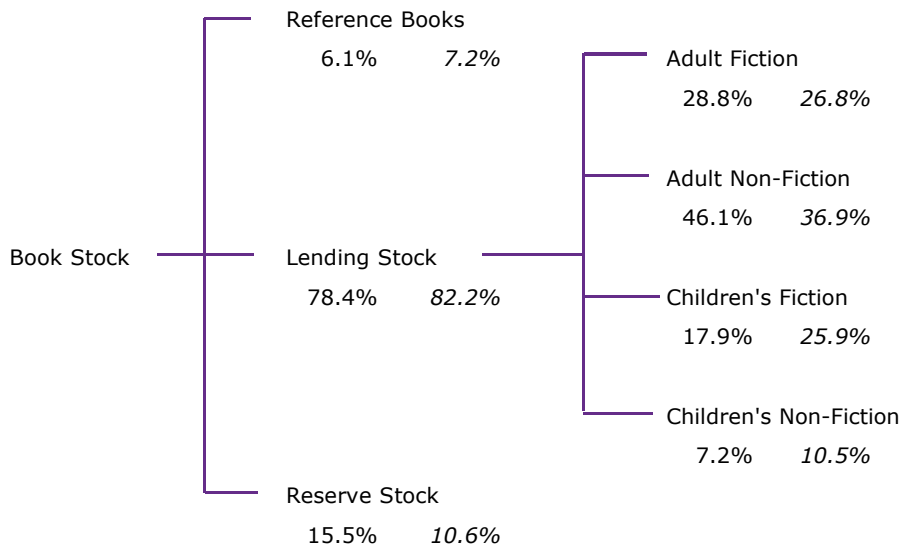 Reference Books
6.1% 7.2%
Adult Fiction
28.8% 26.8%
Adult Non-Fiction
46.1% 36.9%
Book Stock
Lending Stock
78.4% 82.2%
Children's Fiction
17.9% 25.9%
Children's Non-Fiction
7.2% 10.5%
Reserve Stock
15.5% 10.6%